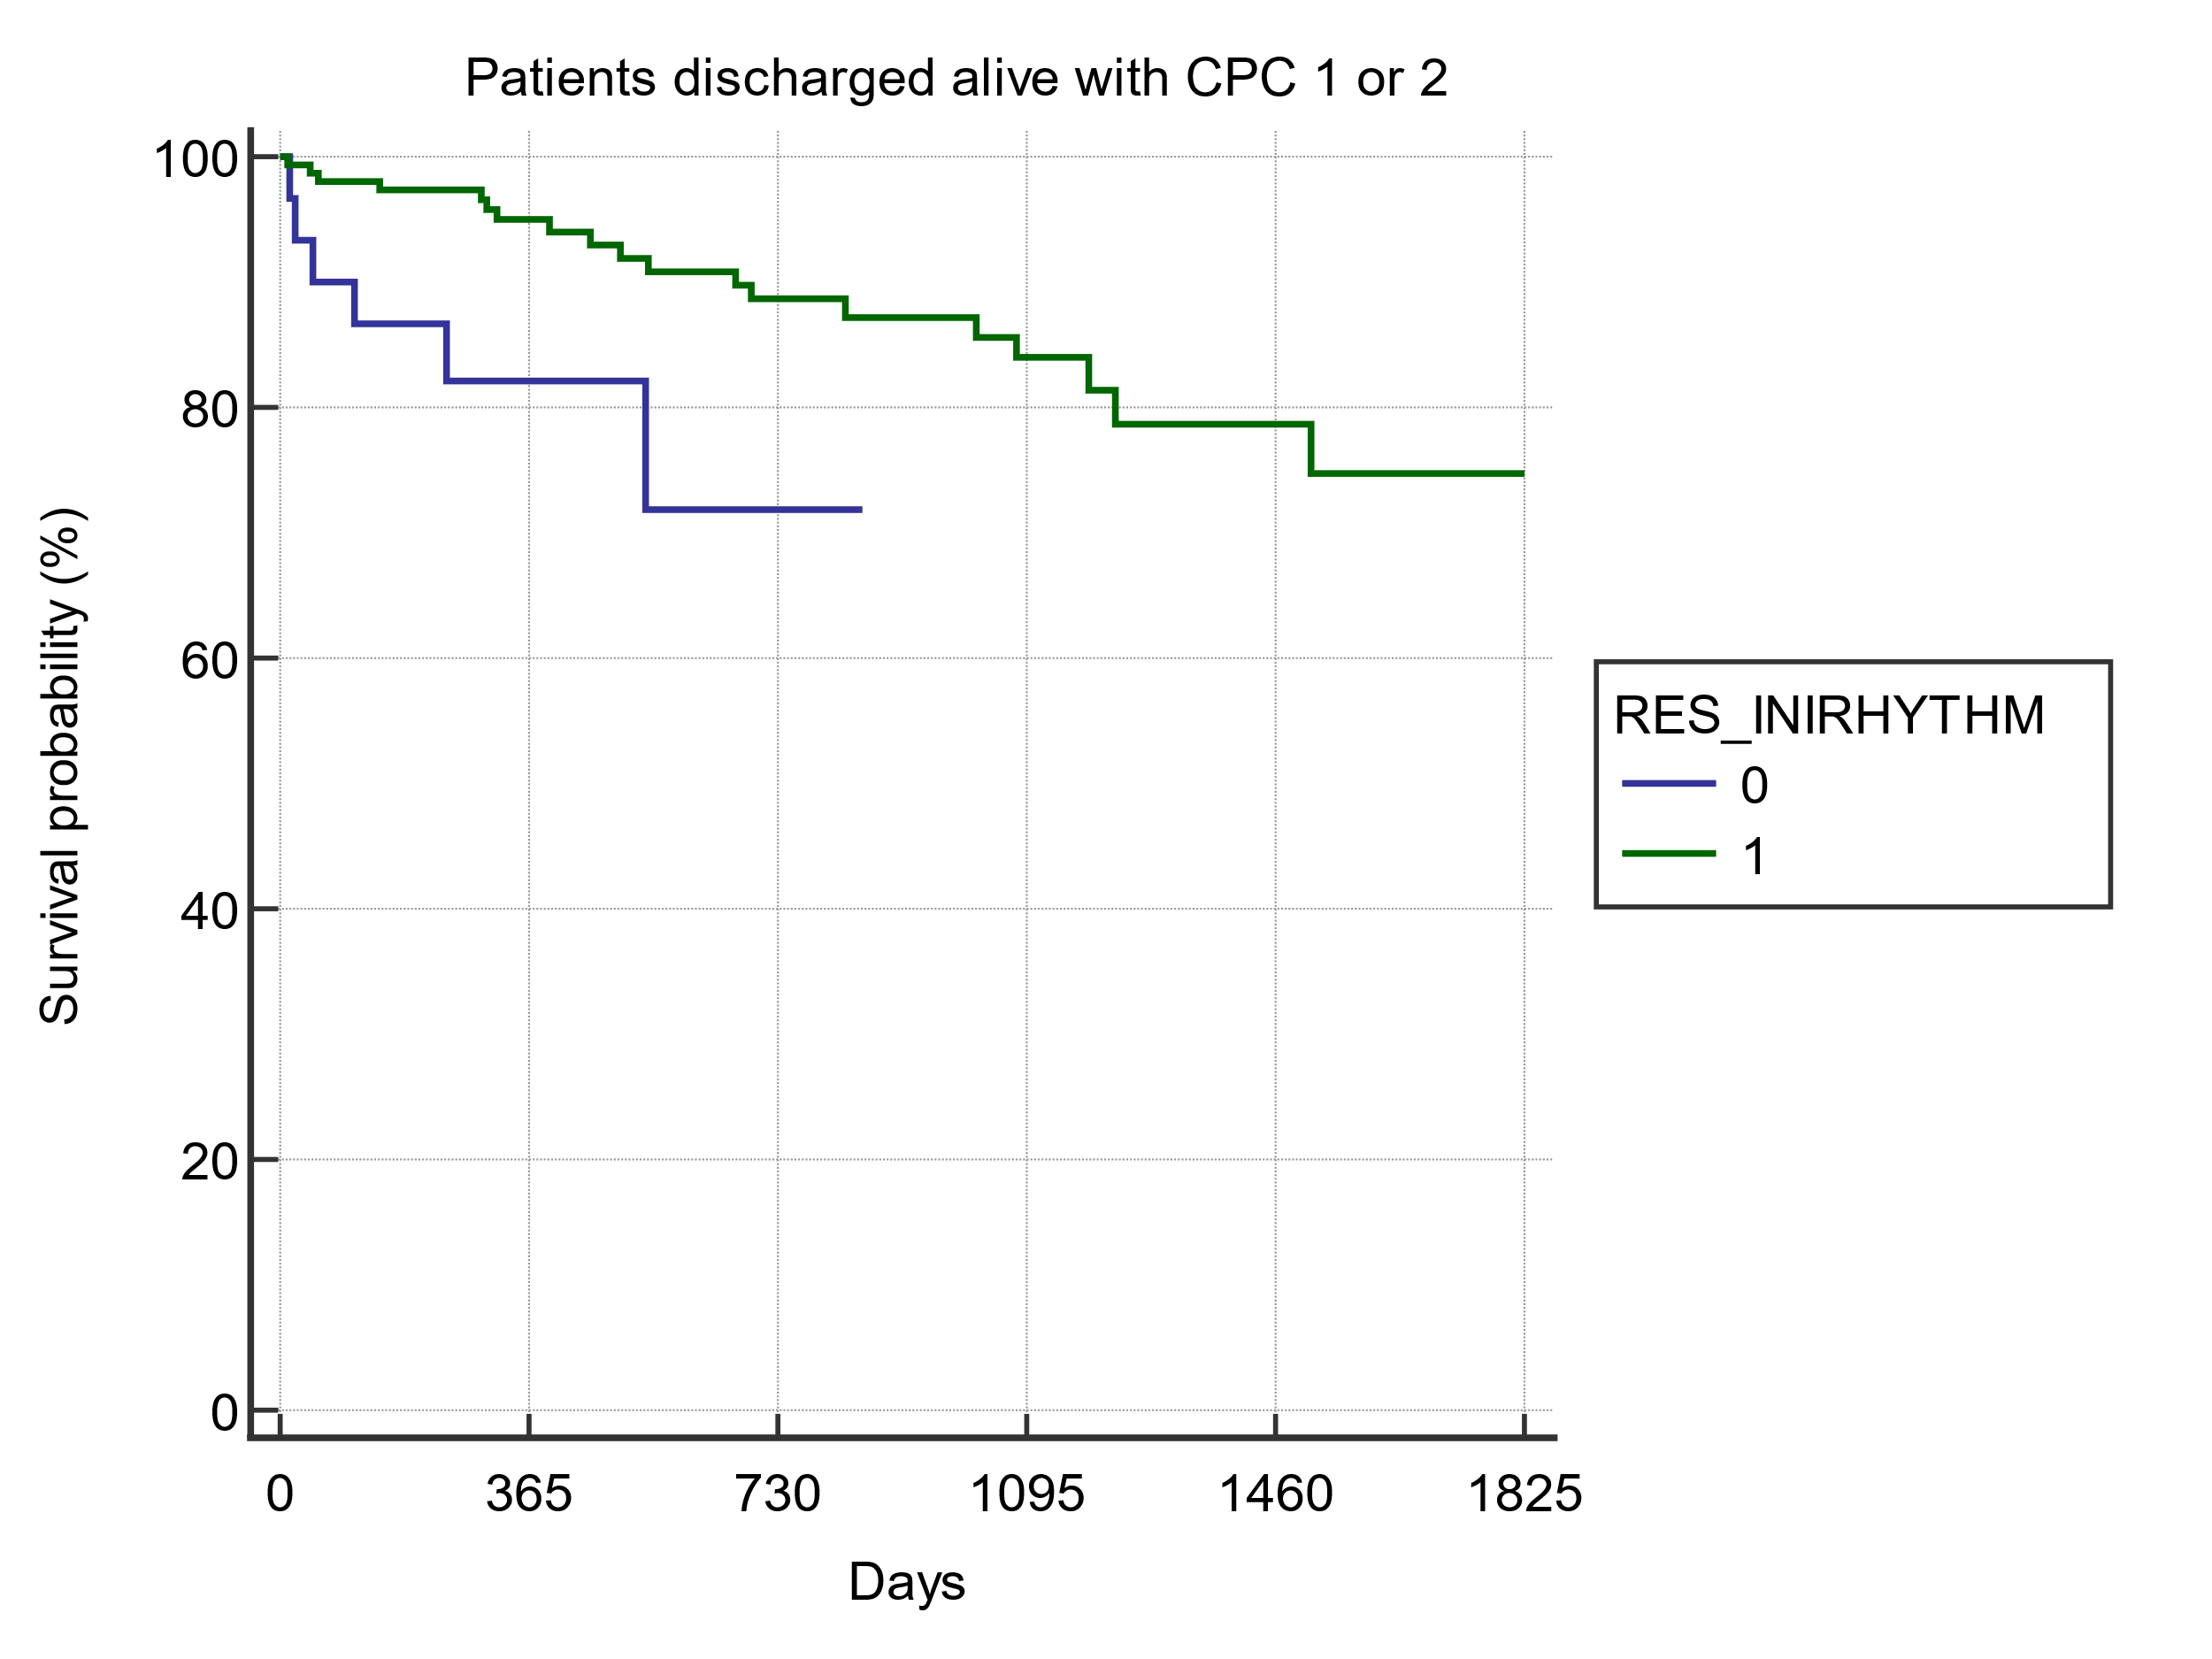 Patients discharged alive with CPC 1 or 2
Survival probability (%)
100
80
60
40
20
0
0 365 730 1095 1460 1825
Days
RES_INIRHYTHM
0
1